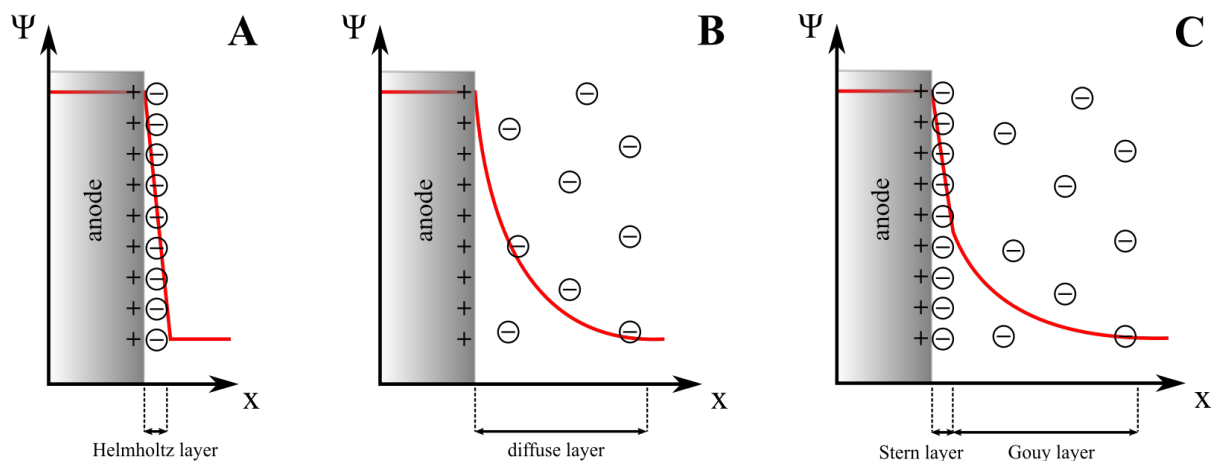 Ψ
A
anode
x
Helmholtz layer
Ψ
B
anode
x
diffuse layer
Ψ
C
anode
x
Stern layer
Gouy layer